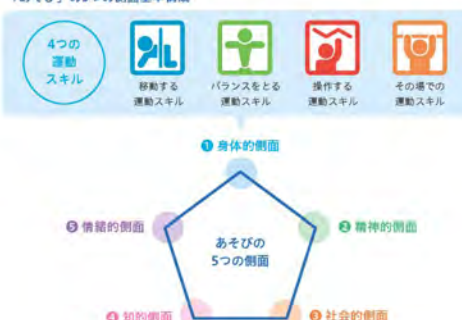 4つの
運動
スキル
移動する
運動スキル
バランスをとる
運動スキル
操作する
運動スキル
その場での
運動スキル
❶ 身体的側面
❺ 情緒的側面
❷ 精神的側面
あそびの
5つの側面
❹ 知的側面
❸ 社会的側面